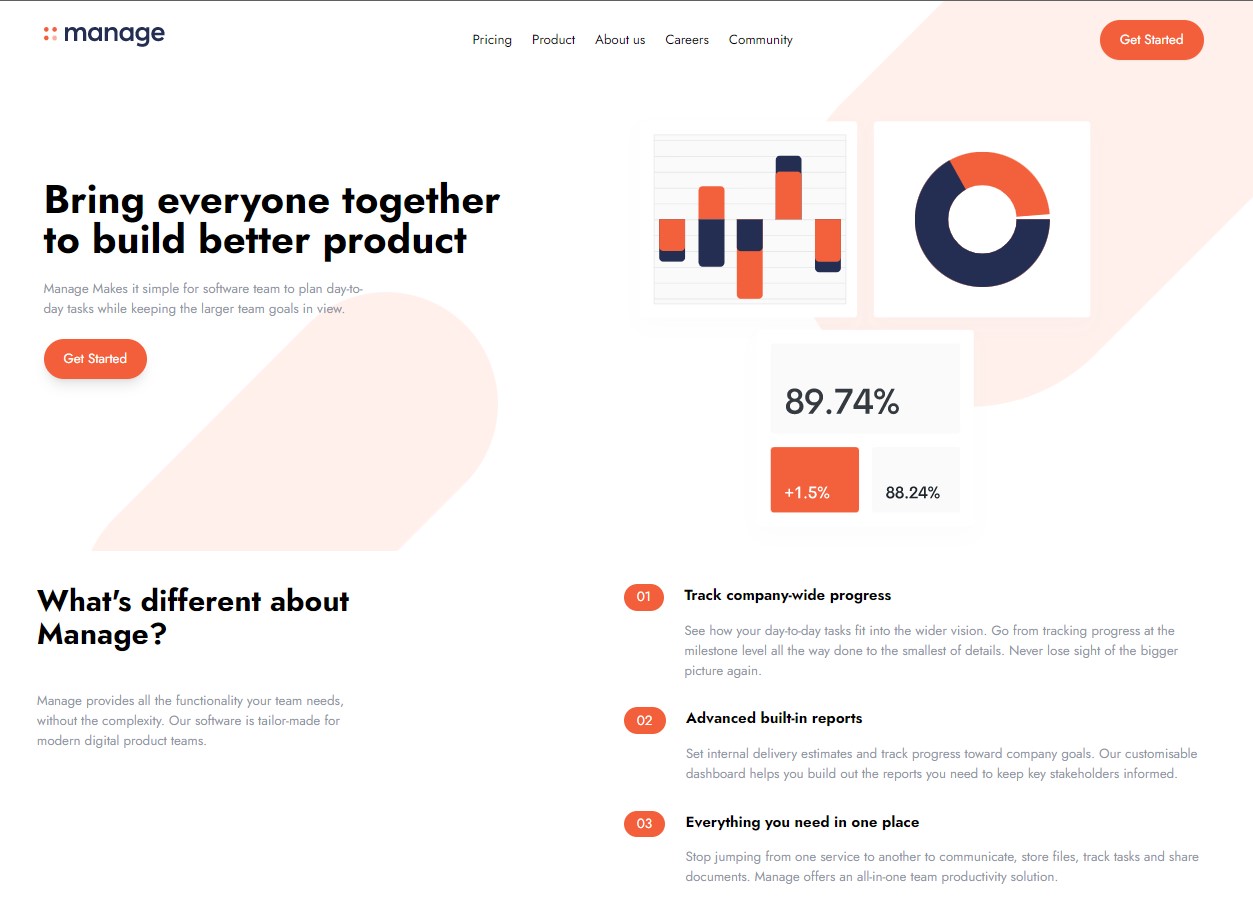 manage
Pricing Product About us Careers Community
Get Started
Bring everyone together
to build better product
Manage Makes it simple for software team to plan day-to-
day tasks while keeping the larger team goals in view.
Get Started
89.74%
+1.5%
88.24%
What's different about
Manage?
Manage provides all the functionality your team needs,
without the complexity. Our software is tailor-made for
modern digital product teams.
01
Track company-wide progress
See how your day-to-day tasks fit into the wider vision. Go from tracking progress at the
milestone level all the way done to the smallest of details. Never lose sight of the bigger
picture again.
02
Advanced built-in reports
Set internal delivery estimates and track progress toward company goals. Our customisable
dashboard helps you build out the reports you need to keep key stakeholders informed.
03
Everything you need in one place
Stop jumping from one service to another to communicate, store files, track tasks and share
documents. Manage offers an all-in-one team productivity solution.